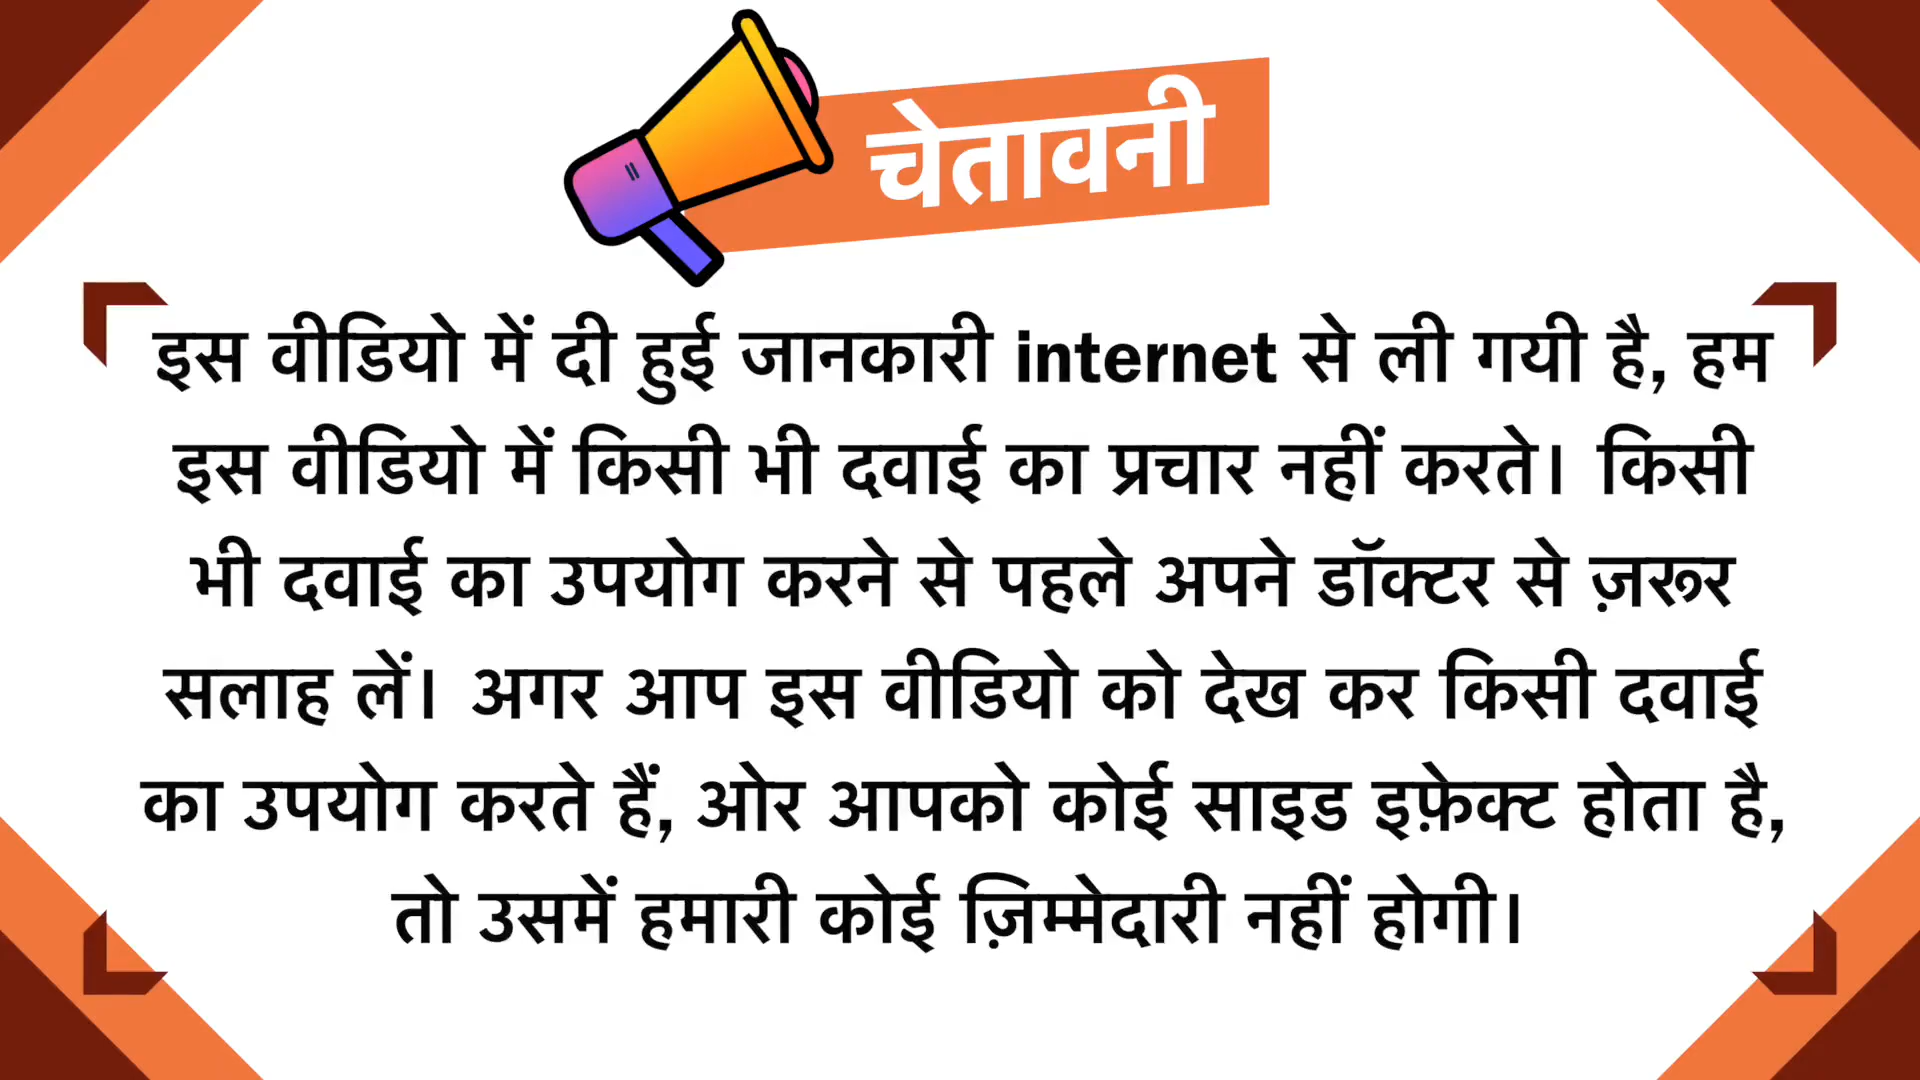 चेतावनी
इस वीडियो में दी हुई जानकारी internet से ली गयी है, हम
इस वीडियो में किसी भी दवाई का प्रचार नहीं करते। किसी
भी दवाई का उपयोग करने से पहले अपने डॉक्टर से ज़रूर
सलाह लें। अगर आप इस वीडियो को देख कर किसी दवाई
का उपयोग करते हैं, ओर आपको कोई साइड इफ़ेक्ट होता है,
तो उसमें हमारी कोई ज़िम्मेदारी नहीं होगी।